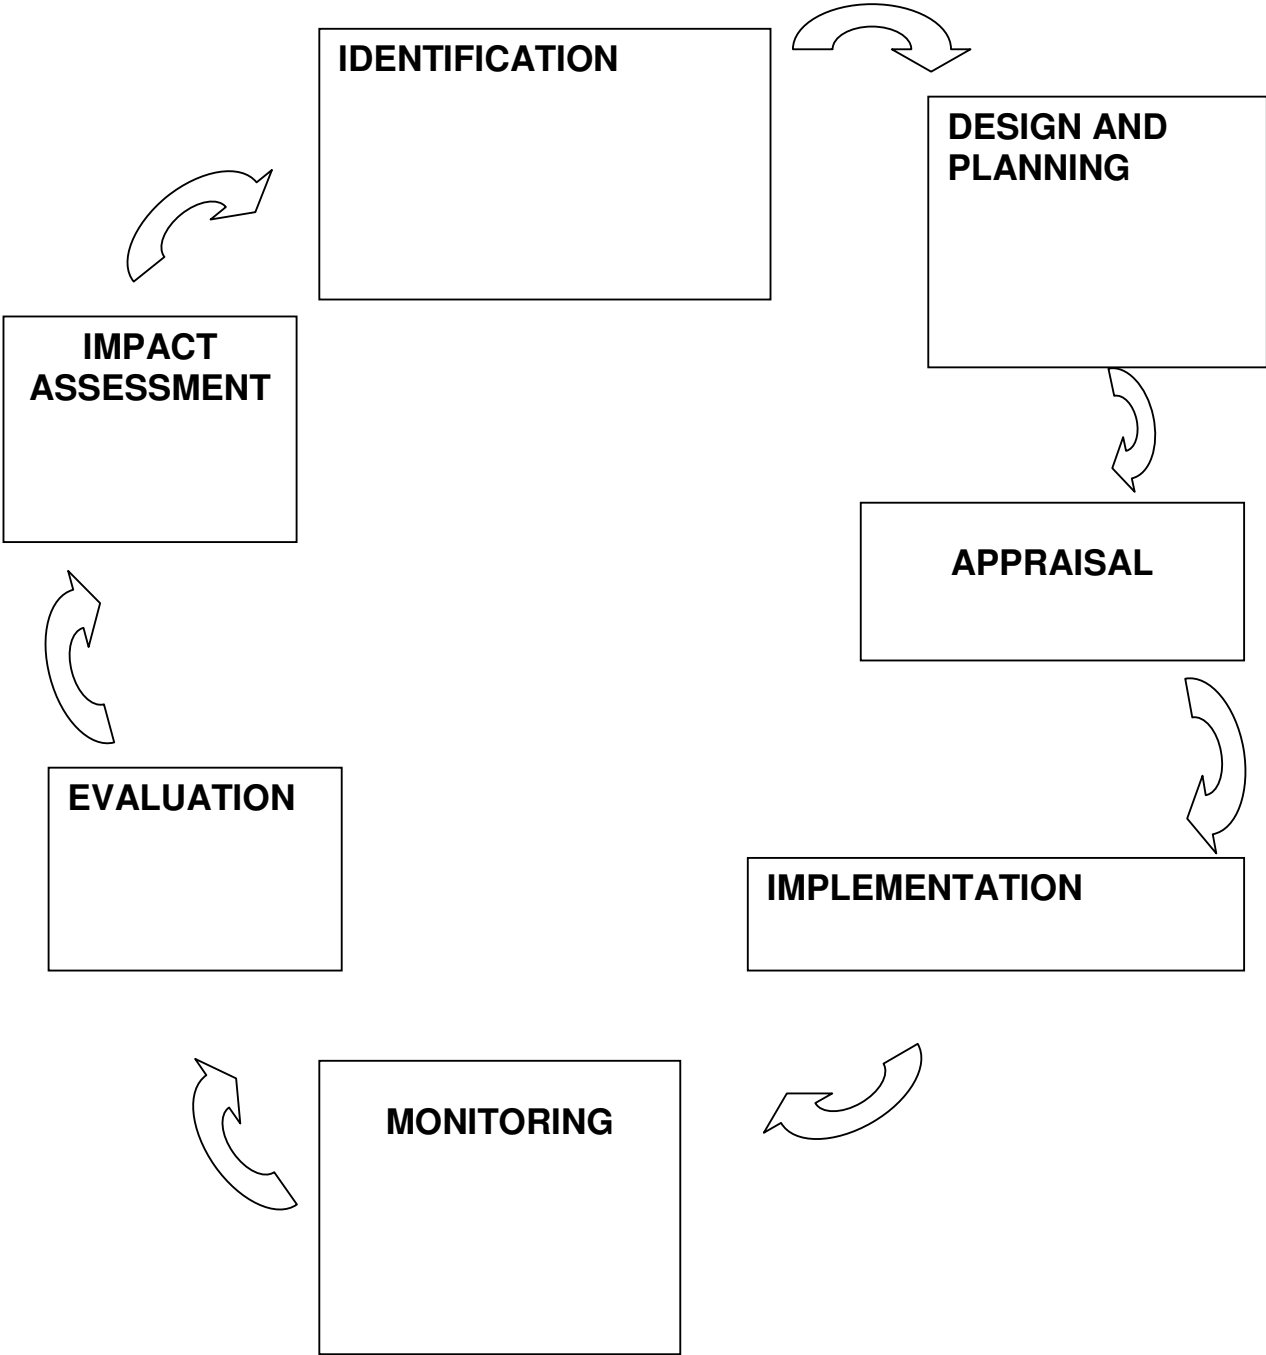 IDENTIFICATION
DESIGN AND
PLANNING
IMPACT
ASSESSMENT
APPRAISAL
EVALUATION
IMPLEMENTATION
MONITORING